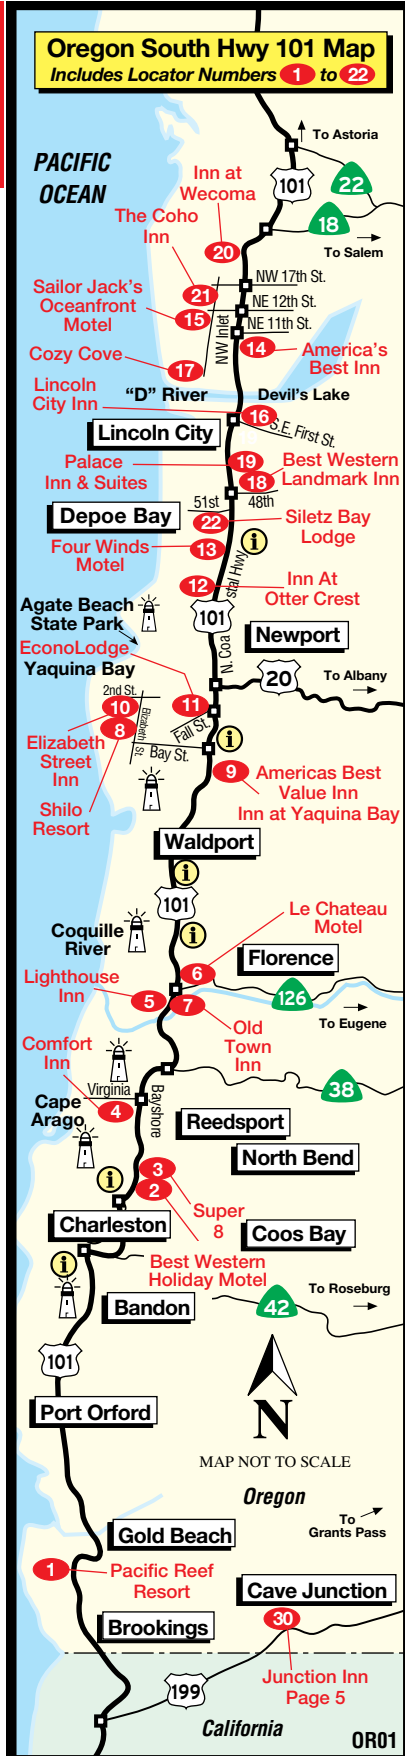 Oregon South Hwy 101 Map
Includes Locator Numbers 1 to 22
To Astoria
PACIFIC
OCEAN
101
22
Inn at
Wecoma
18
The Coho
Inn
20
To Salem
NW 17th St.
21
Sailor Jack's
Oceanfront
Motel
15
NE 12th St.
NW Inlet
NE 11th St.
14
America's
Best Inn
Cozy Cove
17
Lincoln
City Inn
"D" River
Devil's Lake
16
S.E. First St.
Lincoln City
Palace
Inn & Suites
19
18
Best Western
Landmark Inn
51st
48th
Depoe Bay
22
Siletz Bay
Lodge
Four Winds
Motel
13
i
12
Inn At
Otter Crest
Agate Beach
State Park
101
N. Coa
stal Hwy
Newport
EconoLodge
Yaquina Bay
20
To Albany
2nd St.
10
Elizabeth
St.
11
Fall St.
8
Elizabeth
Street
Inn
Bay St.
i
9
Americas Best
Value Inn
Inn at Yaquina Bay
Shilo
Resort
Waldport
i
101
Le Chateau
Motel
Coquille
River
i
Florence
6
Lighthouse
Inn
5
7
126
To Eugene
Old
Town
Inn
Comfort
Inn
38
Virginia
Bayshore
Cape
Arago
4
Reedsport
North Bend
3
i
2
Super
8
Charleston
Coos Bay
Best Western
Holiday Motel
i
To Roseburg
Bandon
42
101
N
Port Orford
MAP NOT TO SCALE
Oregon
To
Grants Pass
Gold Beach
1
Pacific Reef
Resort
Cave Junction
30
Brookings
Junction Inn
Page 5
199
California
OR01